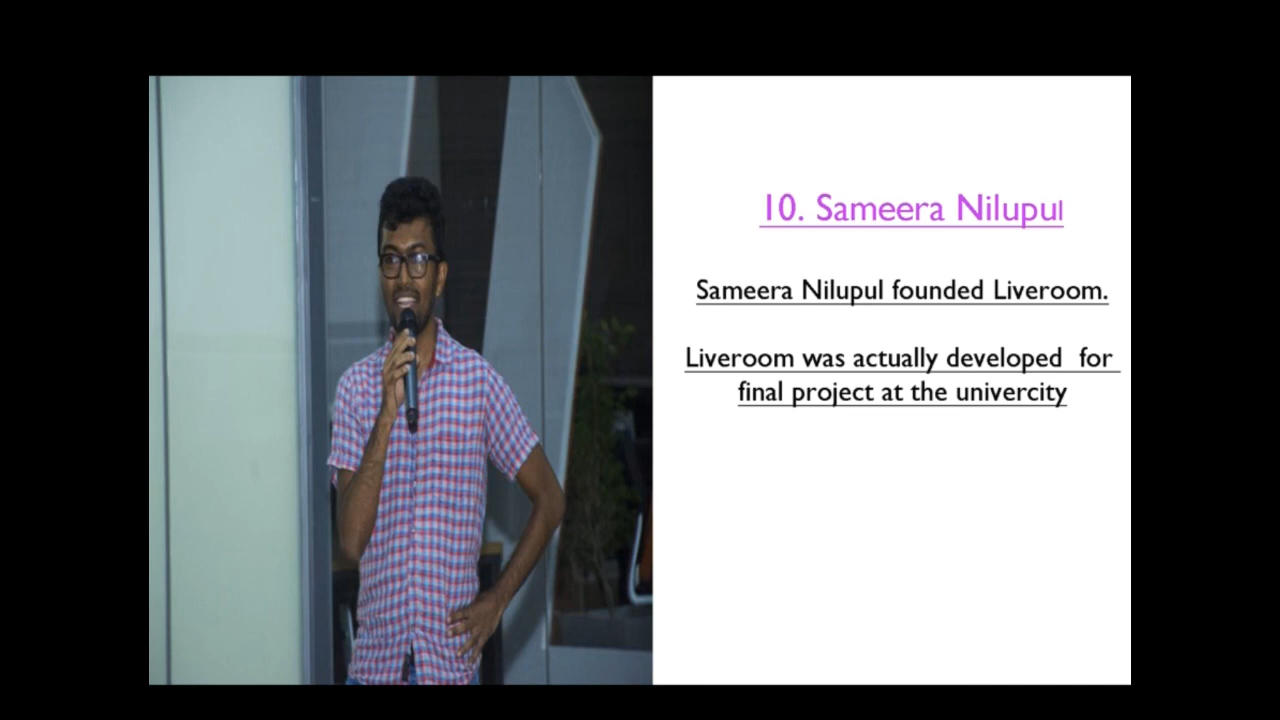 10. Sameera Nilupul
Sameera Nilupul founded Liveroom.
Liveroom was actually developed for
final project at the univercity